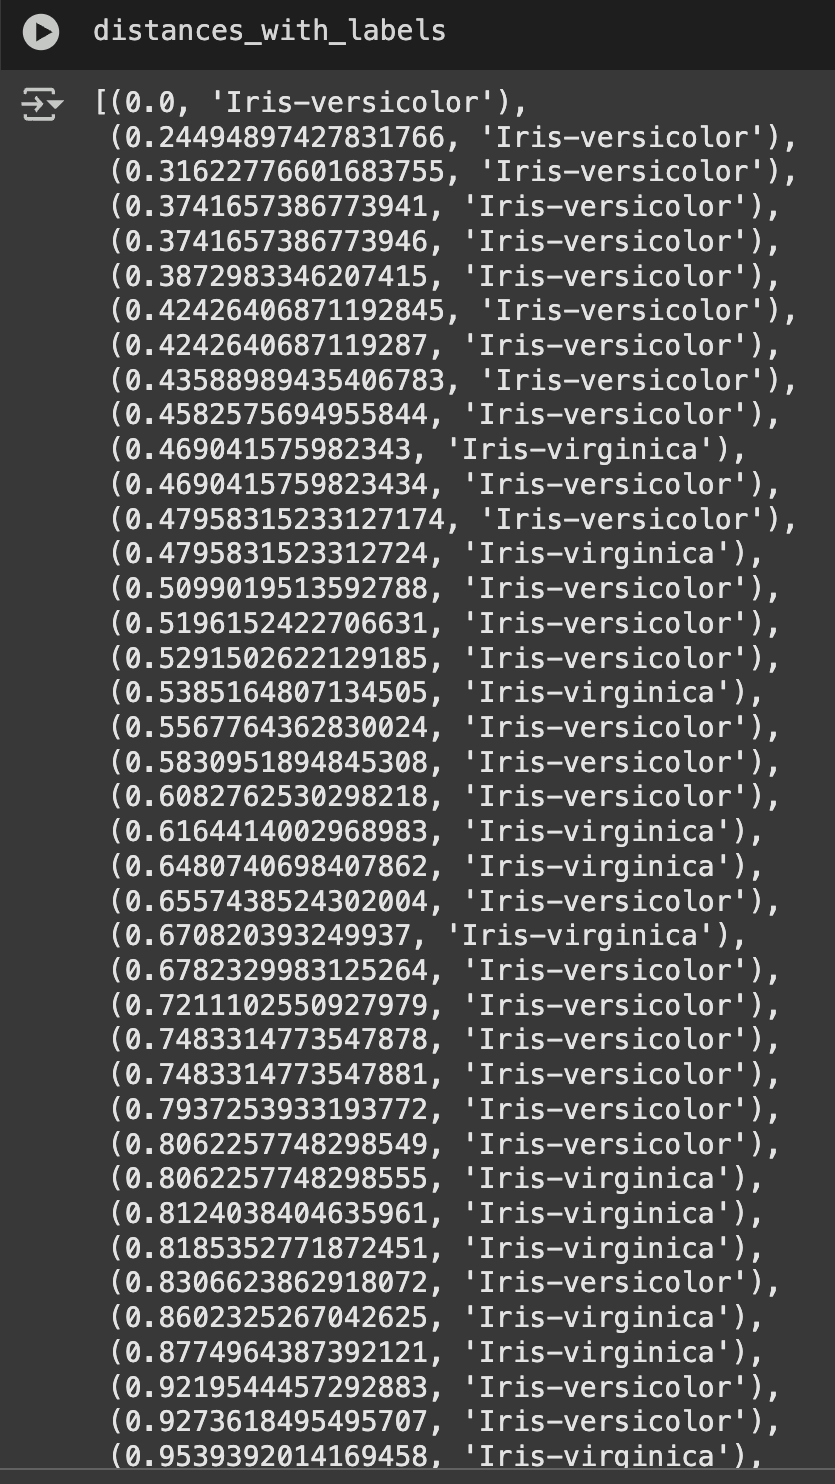 distances_with_labels
[(0.0, 'Iris-versicolor'),
(0.24494897427831766, 'Iris-versicolor'),
(0.31622776601683755, 'Iris-versicolor'),
(0.3741657386773941, 'Iris-versicolor'),
(0.3741657386773946, 'Iris-versicolor'),
(0.3872983346207415, 'Iris-versicolor'),
(0.42426406871192845, 'Iris-versicolor'),
(0.4242640687119287, 'Iris-versicolor'),
(0.43588989435406783, 'Iris-versicolor'),
(0.4582575694955844, 'Iris-versicolor'),
(0.469041575982343, 'Iris-virginica'),
(0.4690415759823434, 'Iris-versicolor'),
(0.47958315233127174, 'Iris-versicolor'),
(0.4795831523312724, 'Iris-virginica'),
(0.5099019513592788, 'Iris-versicolor'),
(0.5196152422706631, 'Iris-versicolor'),
(0.5291502622129185, 'Iris-versicolor'),
(0.5385164807134505, 'Iris-virginica'),
(0.5567764362830024, 'Iris-versicolor'),
(0.5830951894845308, 'Iris-versicolor'),
(0.6082762530298218, 'Iris-versicolor'),
(0.6164414002968983, 'Iris-virginica'),
(0.6480740698407862, 'Iris-virginica'),
(0.6557438524302004, 'Iris-versicolor'),
(0.670820393249937, 'Iris-virginica'),
(0.6782329983125264, 'Iris-versicolor'),
(0.7211102550927979, 'Iris-versicolor'),
(0.7483314773547878, 'Iris-versicolor'),
(0.7483314773547881, 'Iris-versicolor'),
(0.7937253933193772, 'Iris-versicolor'),
(0.8062257748298549, 'Iris-versicolor'),
(0.8062257748298555, 'Iris-virginica'),
(0.8124038404635961, 'Iris-virginica'),
(0.8185352771872451, 'Iris-virginica'),
(0.8306623862918072, 'Iris-versicolor'),
(0.8602325267042625, 'Iris-virginica'),
(0.8774964387392121, 'Iris-virginica'),
(0.9219544457292883, 'Iris-versicolor'),
(0.9273618495495707, 'Iris-versicolor'),
(0.9539392014169458, 'Iris-virginica'),